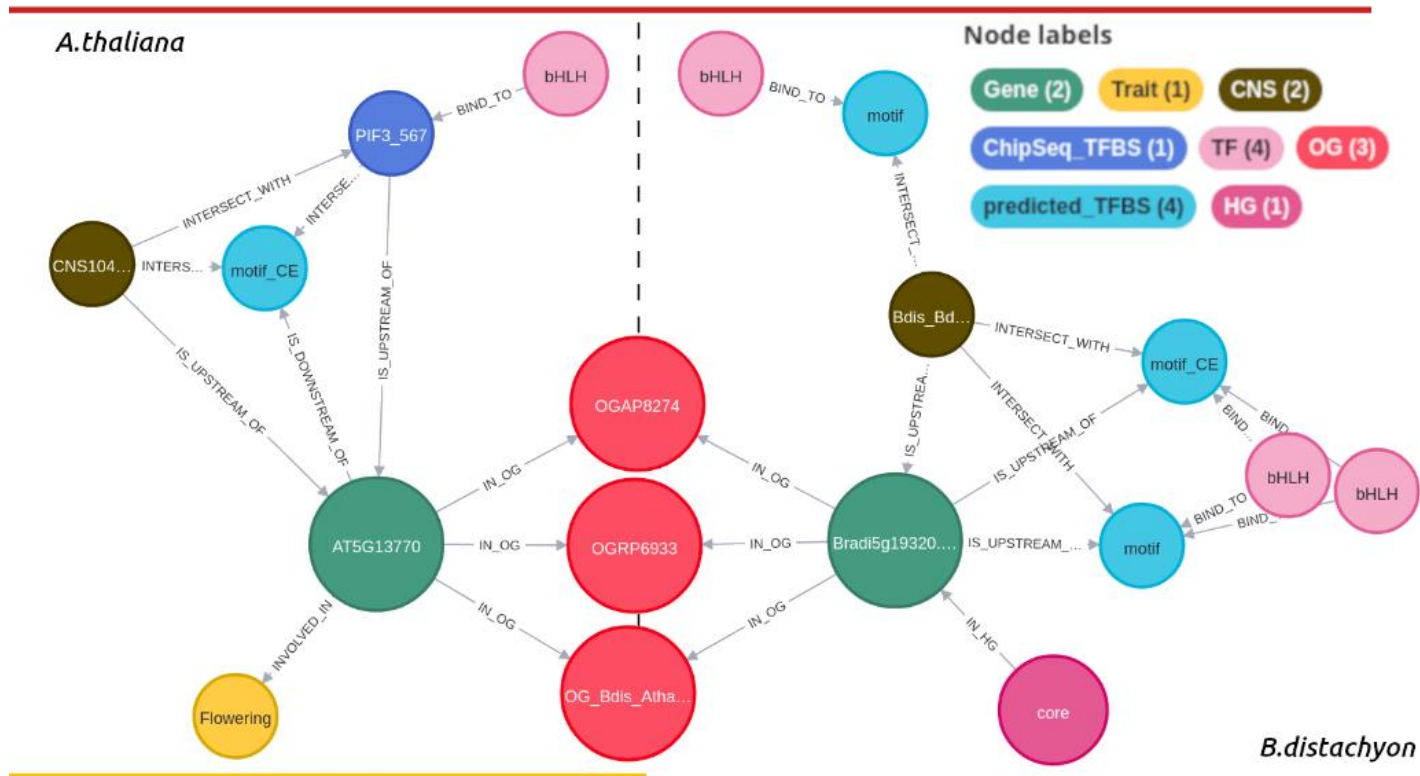 A.thaliana
Node labels
Gene (2)
Trait (1)
CNS (2)
ChipSeq_TFBS (1)
TF (4)
OG (3)
predicted_TFBS (4)
HG (1)
bHLH
BIND_TO
PIF3_567
INTERSECT_WITH
INTERSE...
CNS104...
INTERS...
motif_CE
IS_UPSTREAM_OF
IS_DOWNSTREAM_OF
IS_UPSTREAM_OF
AT5G13770
INVOLVED_IN
Flowering
IN_OG
IN_OG
IN_OG
OGAP8274
OGRP6933
OG_Bdis_Atha...
IN_OG
IN_OG
IN_OG
bHLH
BIND_TO
motif
INTERSECT_...
Bdis_Bd...
INTERSECT_WITH
motif_CE
IS_UPSTREA...
INTERSECT_WITH
IS_UPSTREAM_OF
BIND...
BIND_
bHLH
bHLH
BIND_TO
BIND_
Bradi5g19320....
IS_UPSTREAM_...
motif
IN_HG
core
B.distachyon